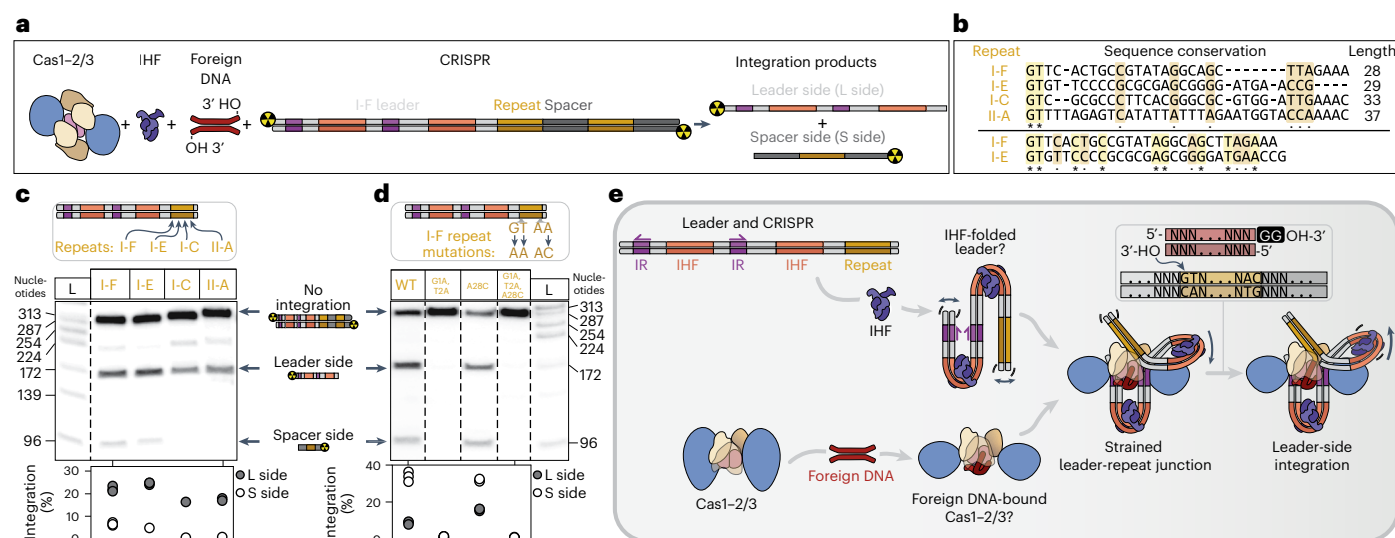 a
Cas1–2/3
IHF
Foreign
DNA
CRISPR
Integration products
3′ HO
OH 3′
+
+
+
I-F leader
Repeat Spacer
Leader side (L side)
+
Spacer side (S side)
b
Repeat Sequence conservation Length
I-F GTTC-ACTGCCGTATAGGCAGC------TTAGAAA 28
I-E GTGT-TCCCCGCGCGAGCGGGG-ATGA-ACCG---- 29
I-C GTC--GCGCCCTTCACGGGCGC-GTGG-ATTGAAAC 33
II-A GTTTTAGAGTCATATTATTTAGAATGGTACCAAAAC 37
I-F GTTCACTGCCGTATAGGCAGCTTAGAAA
I-E GTGTTCCCCGCGCGAGCGGGGATGAACCG
c
Repeats: I-F I-E I-C II-A
Nucle-
otides
L
I-F I-E I-C II-A
313
287
254
224
172
139
96
No
integration
Leader
side
Spacer
side
Integration
(%)
30
20
10
0
L side
S side
d
GT AA
I-F repeat
mutations: AA AC
WT
G1A,
T2A
A28C
G1A,
T2A,
A28C
L
Nucle-
otides
313
287
254
224
172
96
Integration
(%)
40
20
0
L side
S side
e
Leader and CRISPR
IR IHF IR IHF Repeat
IHF
IHF-folded
leader?
5′- NNN ... NNN GG OH-3′
3′-HO NNN ... NNN -5′
... NNNGTN...NACNNN ...
... NNNCAN...NTGNNN ...
Cas1–2/3
Foreign DNA
Foreign DNA-bound
Cas1–2/3?
Strained
leader-repeat junction
Leader-side
integration